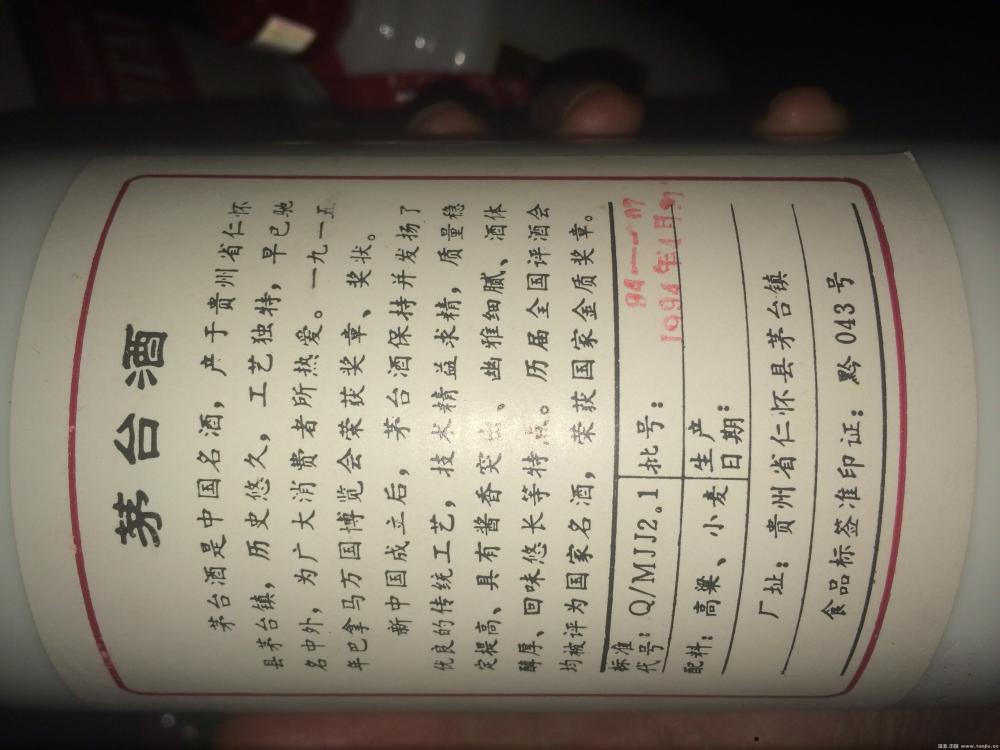 茅台酒
茅台酒是中国名酒，产于贵州省仁怀
县茅台镇，历史悠久，工艺独特，早已驰
名中外，为广大消费者所热爱。一九一五
年巴拿马万国博览会荣获奖章、奖状。
新中国成立后，茅台酒保持并发扬了
优良的传统工艺，技术精益求精，质量稳
定提高、具有酱香突出、幽雅细腻、酒体
醇厚、回味悠长等特点。历届全国评酒会
均被评为国家名酒，荣获国家金质奖章。
标准代号：Q/MJJ2.1 批号：94—07
配料：高粱、小麦 生产日期：1994年1月
厂址：贵州省仁怀县茅台镇
食品标签准印证：黔043号